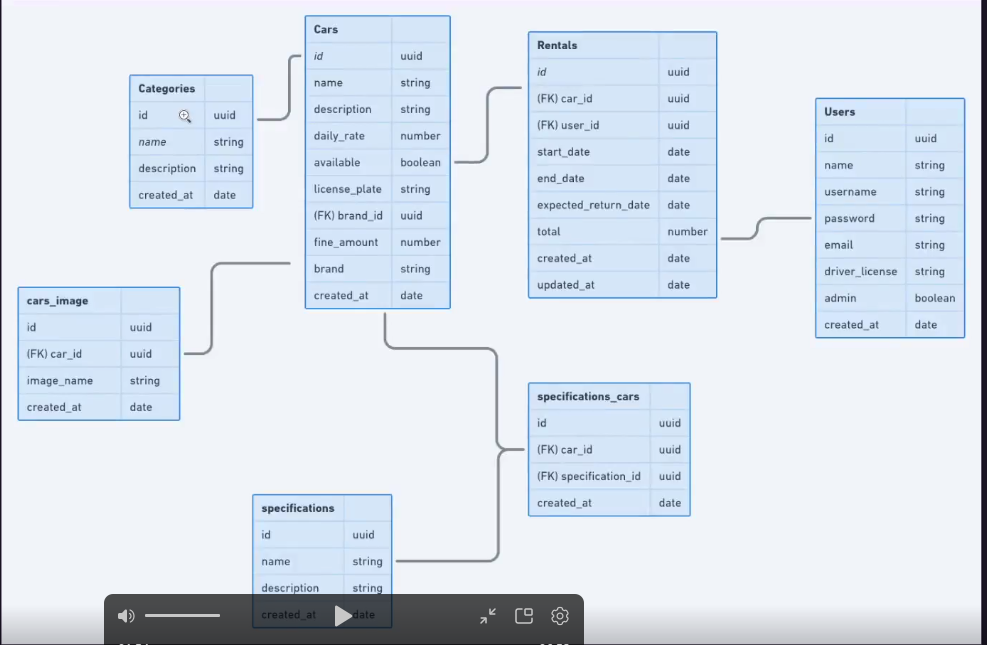 Categories
id uuid
name string
description string
created_at date
Cars
id uuid
name string
description string
daily_rate number
available boolean
license_plate string
(FK) brand_id uuid
fine_amount number
brand string
created_at date
Rentals
id uuid
(FK) car_id uuid
(FK) user_id uuid
start_date date
end_date date
expected_return_date date
total number
created_at date
updated_at date
Users
id uuid
name string
username string
password string
email string
driver_license string
admin boolean
created_at date
cars_image
id uuid
(FK) car_id uuid
image_name string
created_at date
specifications_cars
id uuid
(FK) car_id uuid
(FK) specification_id uuid
created_at date
specifications
id uuid
name string
description string
created_at date